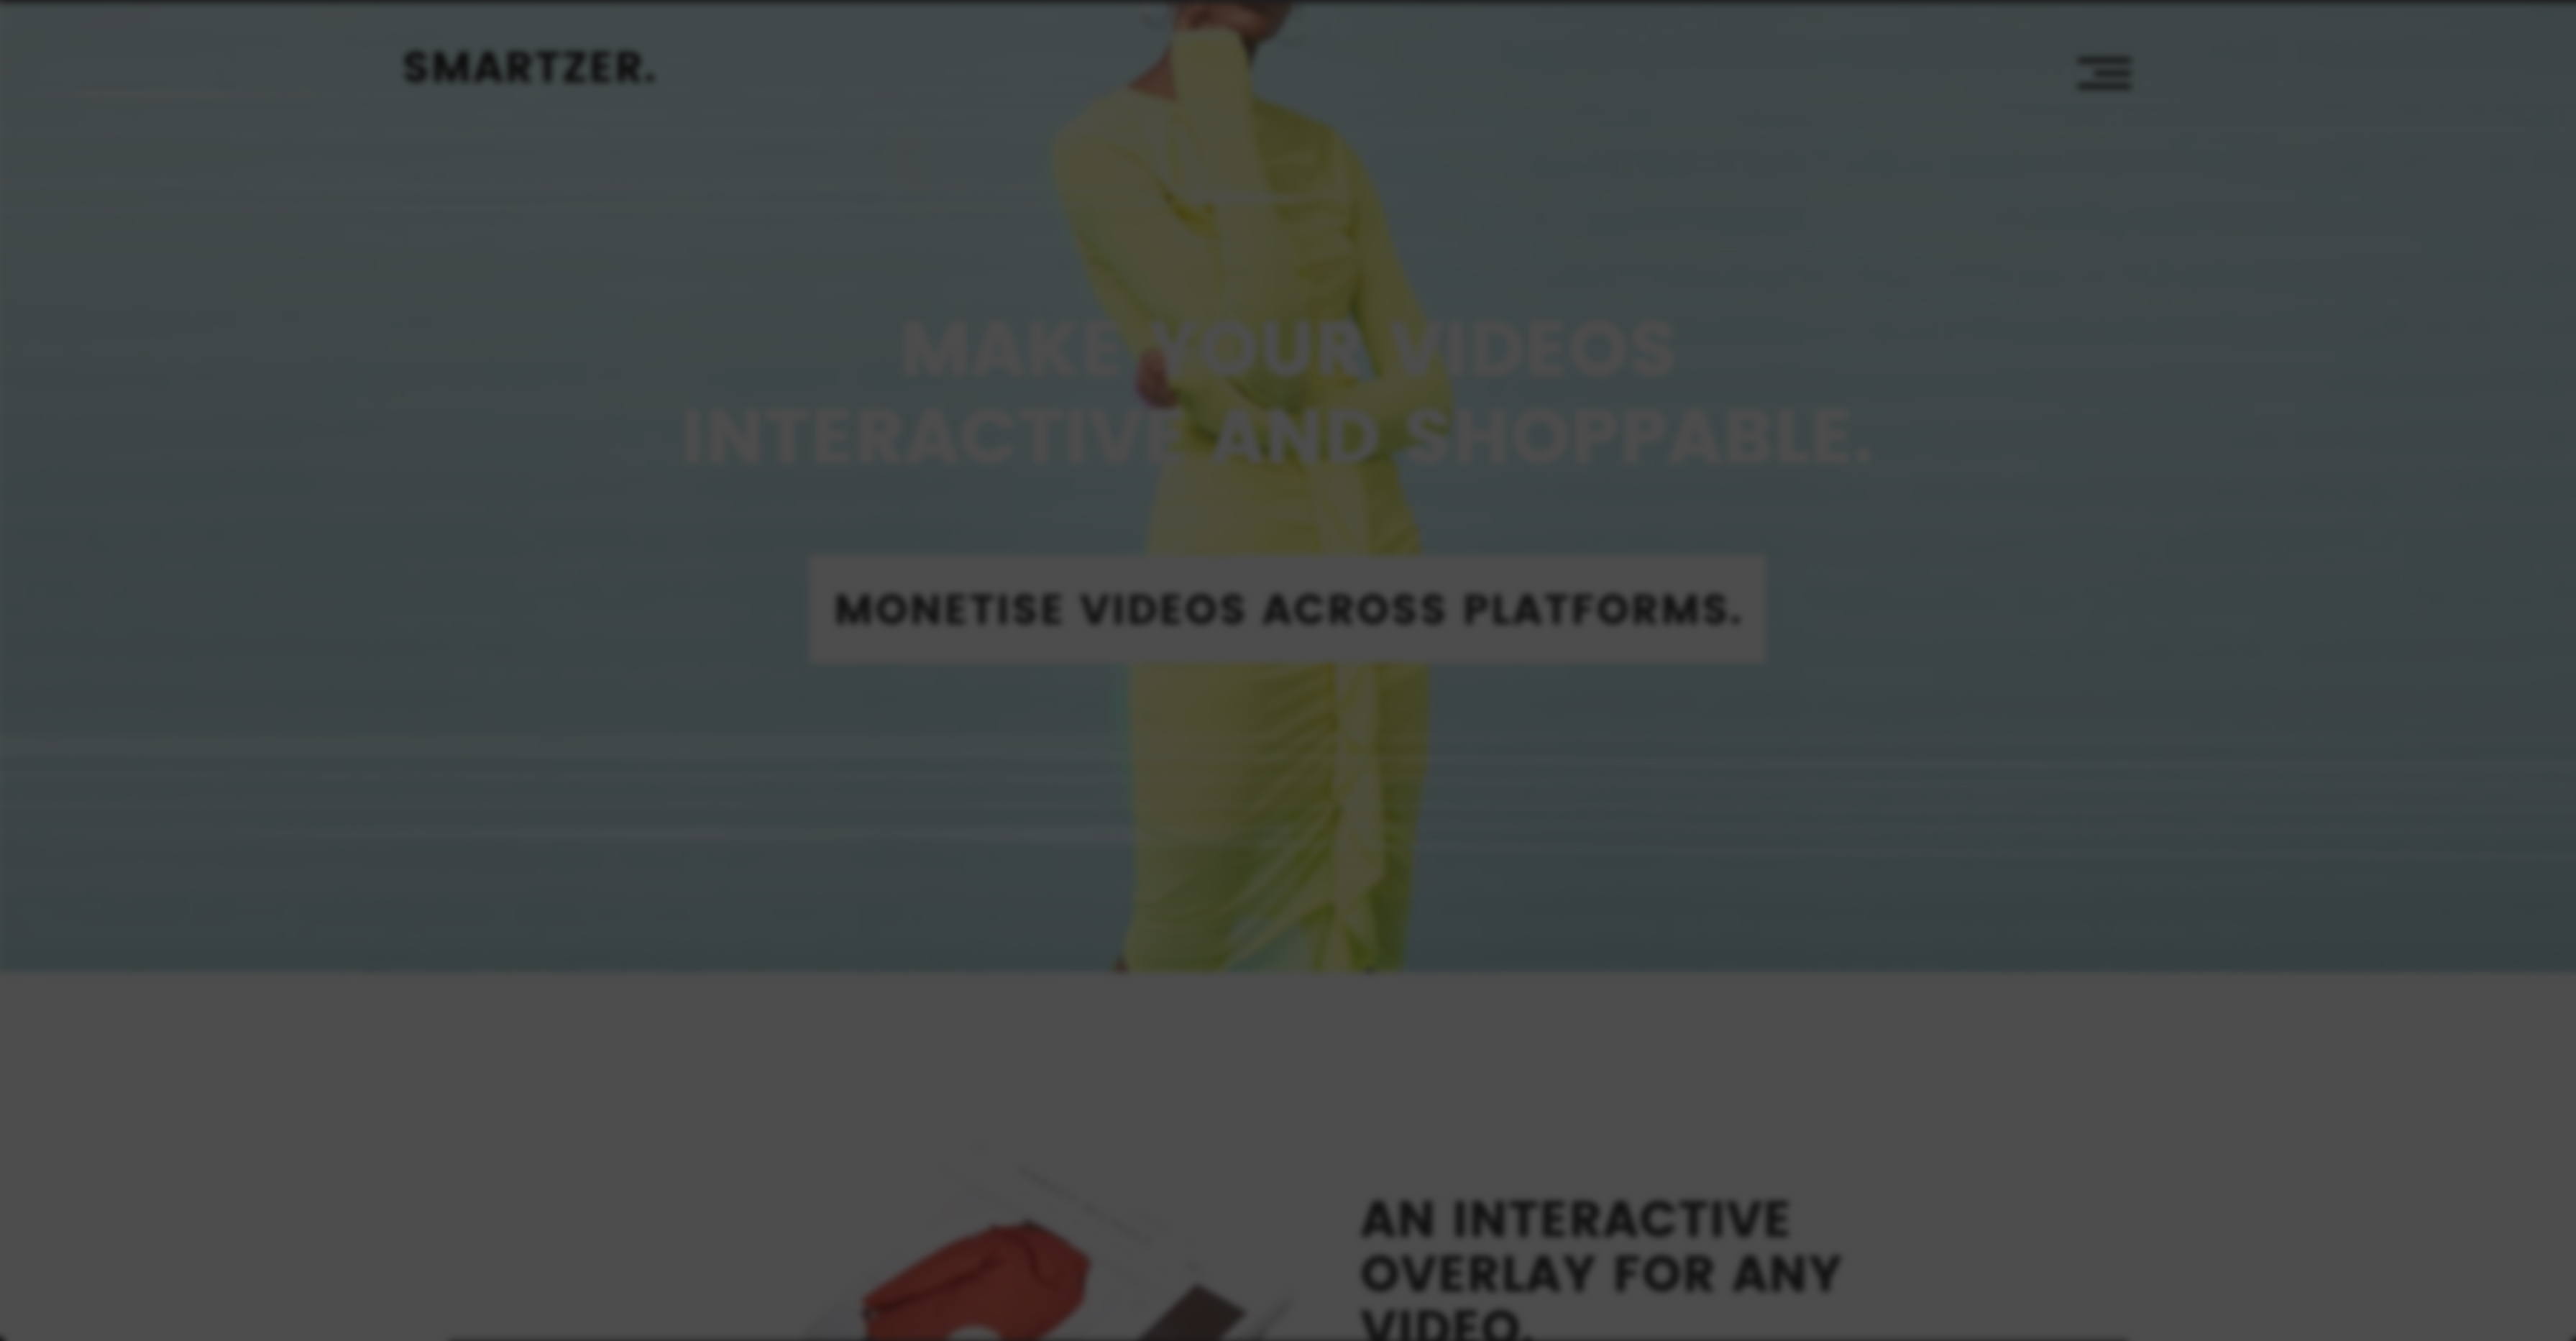 SMARTZER.
MAKE YOUR VIDEOS
INTERACTIVE AND SHOPPABLE.
MONETISE VIDEOS ACROSS PLATFORMS.
AN INTERACTIVE
OVERLAY FOR ANY
VIDEO.